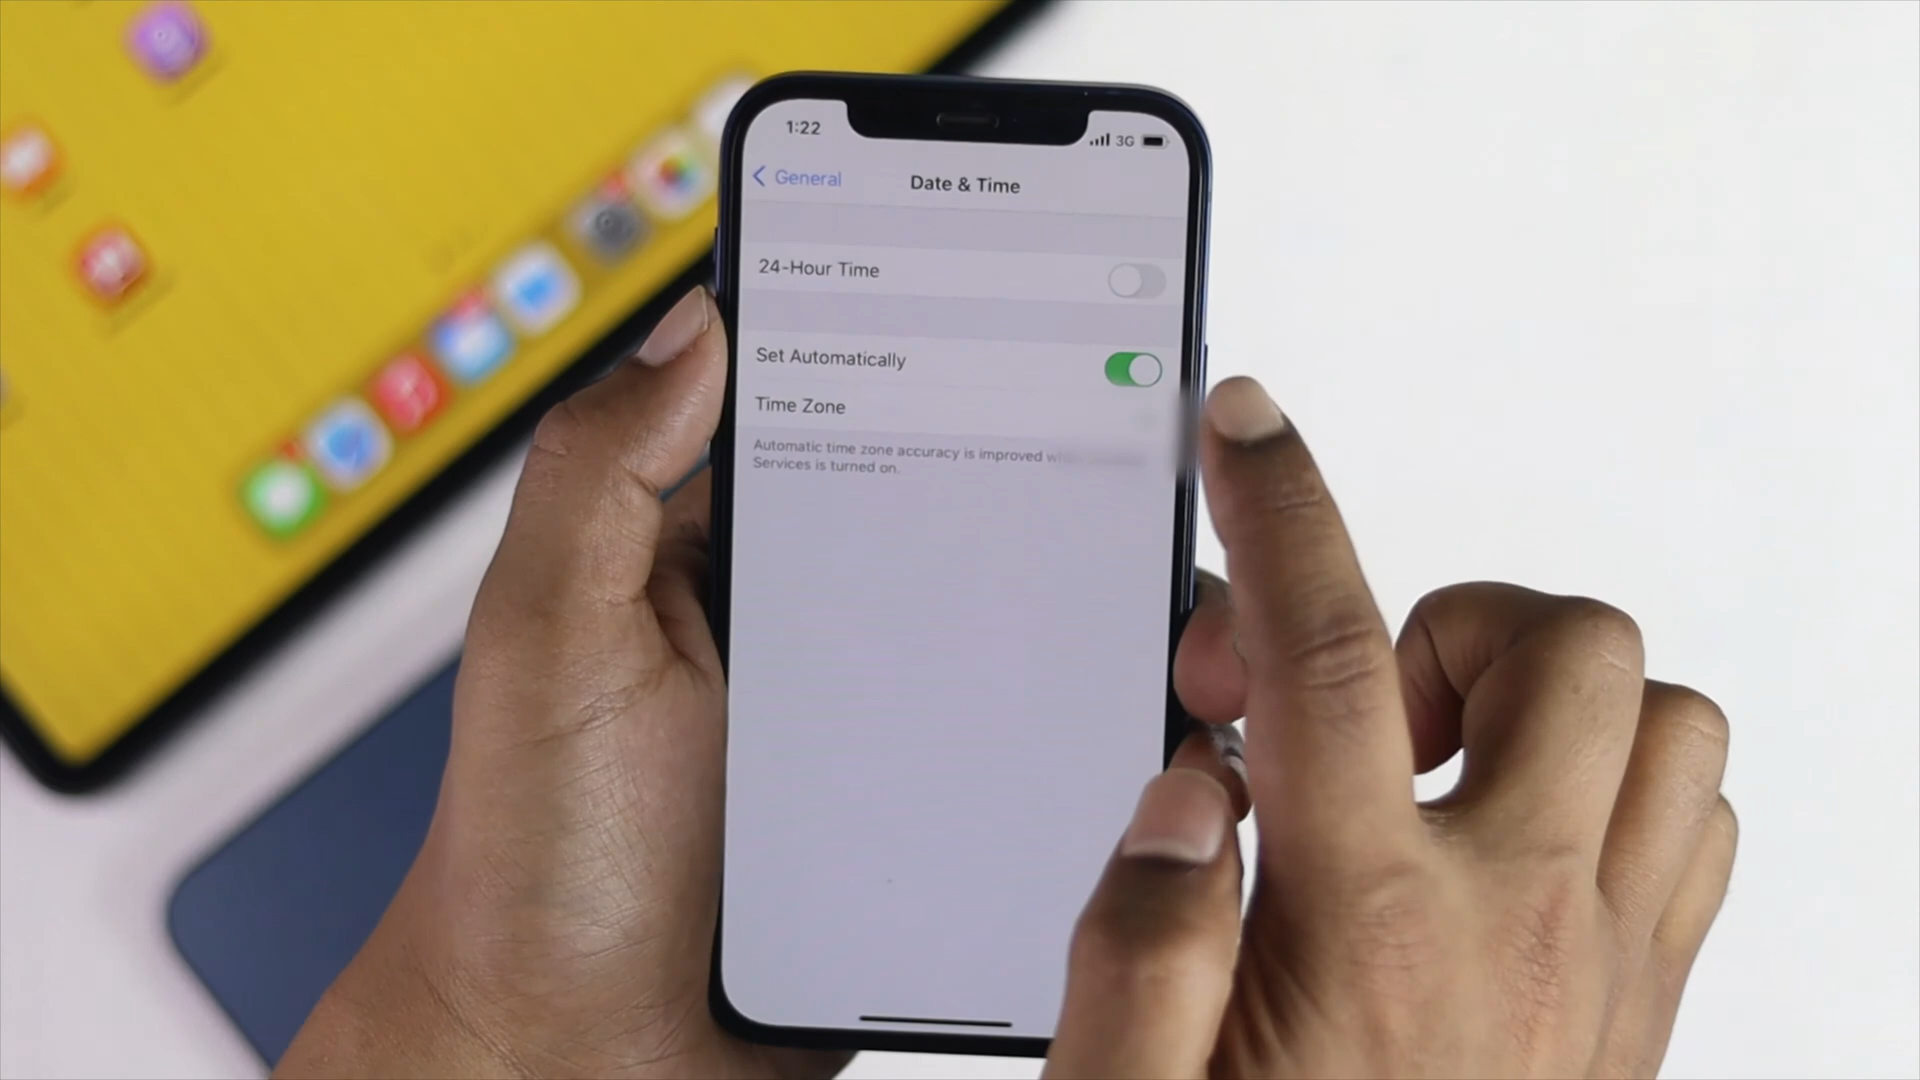 1:22
3G
General
Date & Time
24-Hour Time
Set Automatically
Time Zone
Automatic time zone accuracy is improved
Services is turned on.